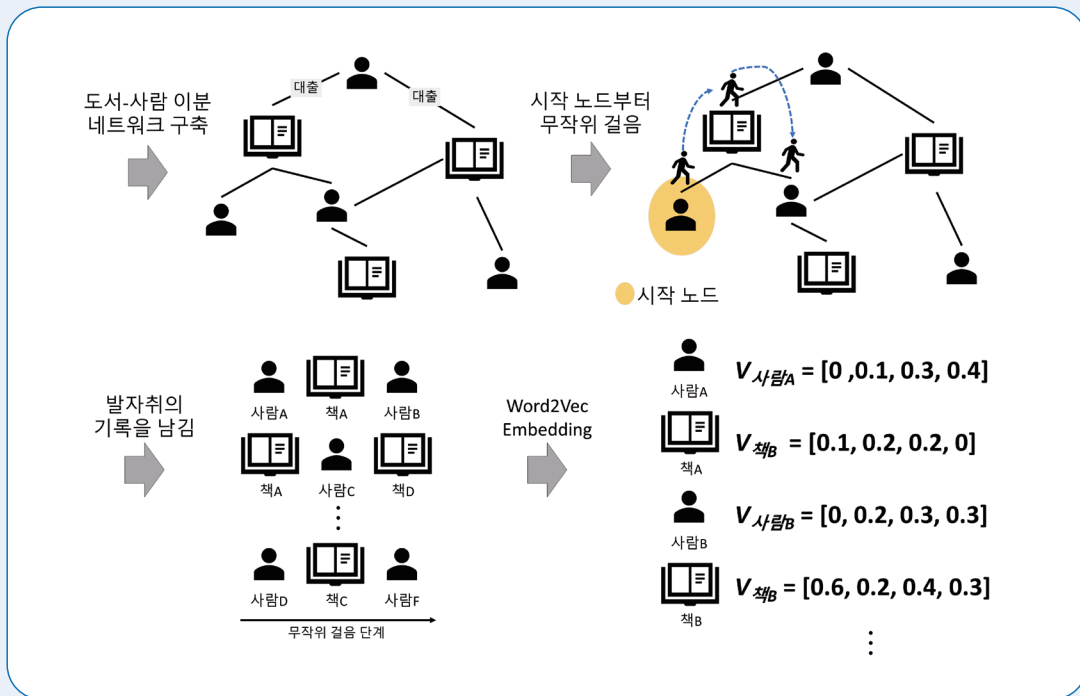 도서-사람 이분
네트워크 구축
대출
대출
시작 노드부터
무작위 걸음
시작 노드
발자취의
기록을 남김
사람A
책A
사람B
책A
사람C
책D
사람D
책C
사람F
무작위 걸음 단계
Word2Vec
Embedding
사람A
V사람A = [0 ,0.1, 0.3, 0.4]
책A
V책B = [0.1, 0.2, 0.2, 0]
사람B
V사람B = [0, 0.2, 0.3, 0.3]
책B
V책B = [0.6, 0.2, 0.4, 0.3]